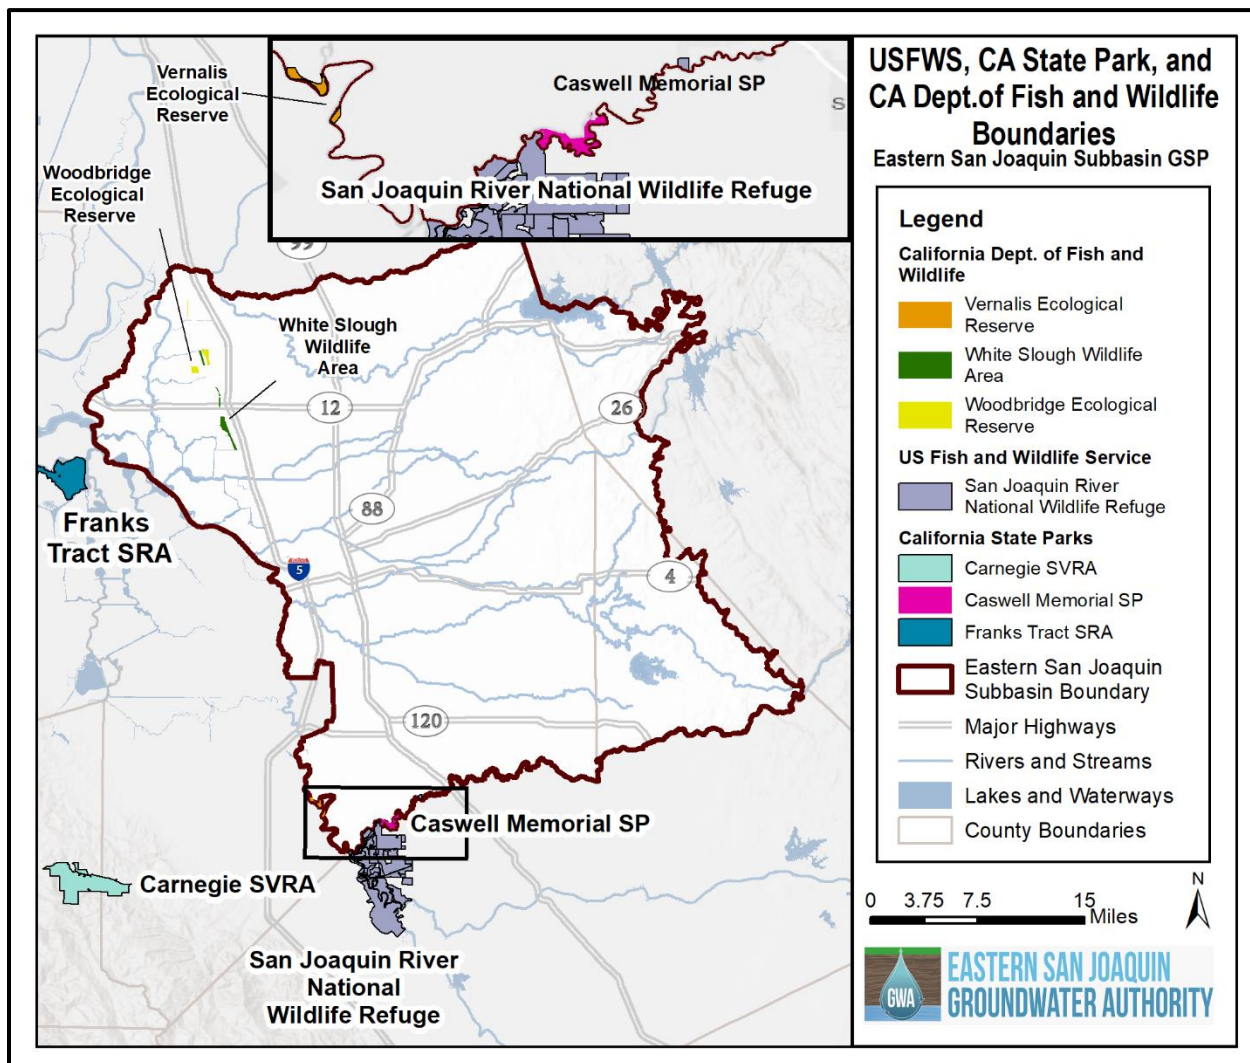 USFWS, CA State Park, and
CA Dept.of Fish and Wildlife
Boundaries
Eastern San Joaquin Subbasin GSP
Vernalis
Ecological
Reserve
Caswell Memorial SP
S
San Joaquin River National Wildlife Refuge
Woodbridge
Ecological
Reserve
99
White Slough
Wildlife
Area
12
26
88
Franks
Tract SRA
5
4
120
Caswell Memorial SP
Carnegie SVRA
San Joaquin River
National
Wildlife Refuge
Legend
California Dept. of Fish and
Wildlife
Vernalis Ecological
Reserve
White Slough Wildlife
Area
Woodbridge Ecological
Reserve
US Fish and Wildlife Service
San Joaquin River
National Wildlife Refuge
California State Parks
Carnegie SVRA
Caswell Memorial SP
Franks Tract SRA
Eastern San Joaquin
Subbasin Boundary
Major Highways
Rivers and Streams
Lakes and Waterways
County Boundaries
N
0 3.75 7.5 15
Miles
GWA
EASTERN SAN JOAQUIN
GROUNDWATER AUTHORITY